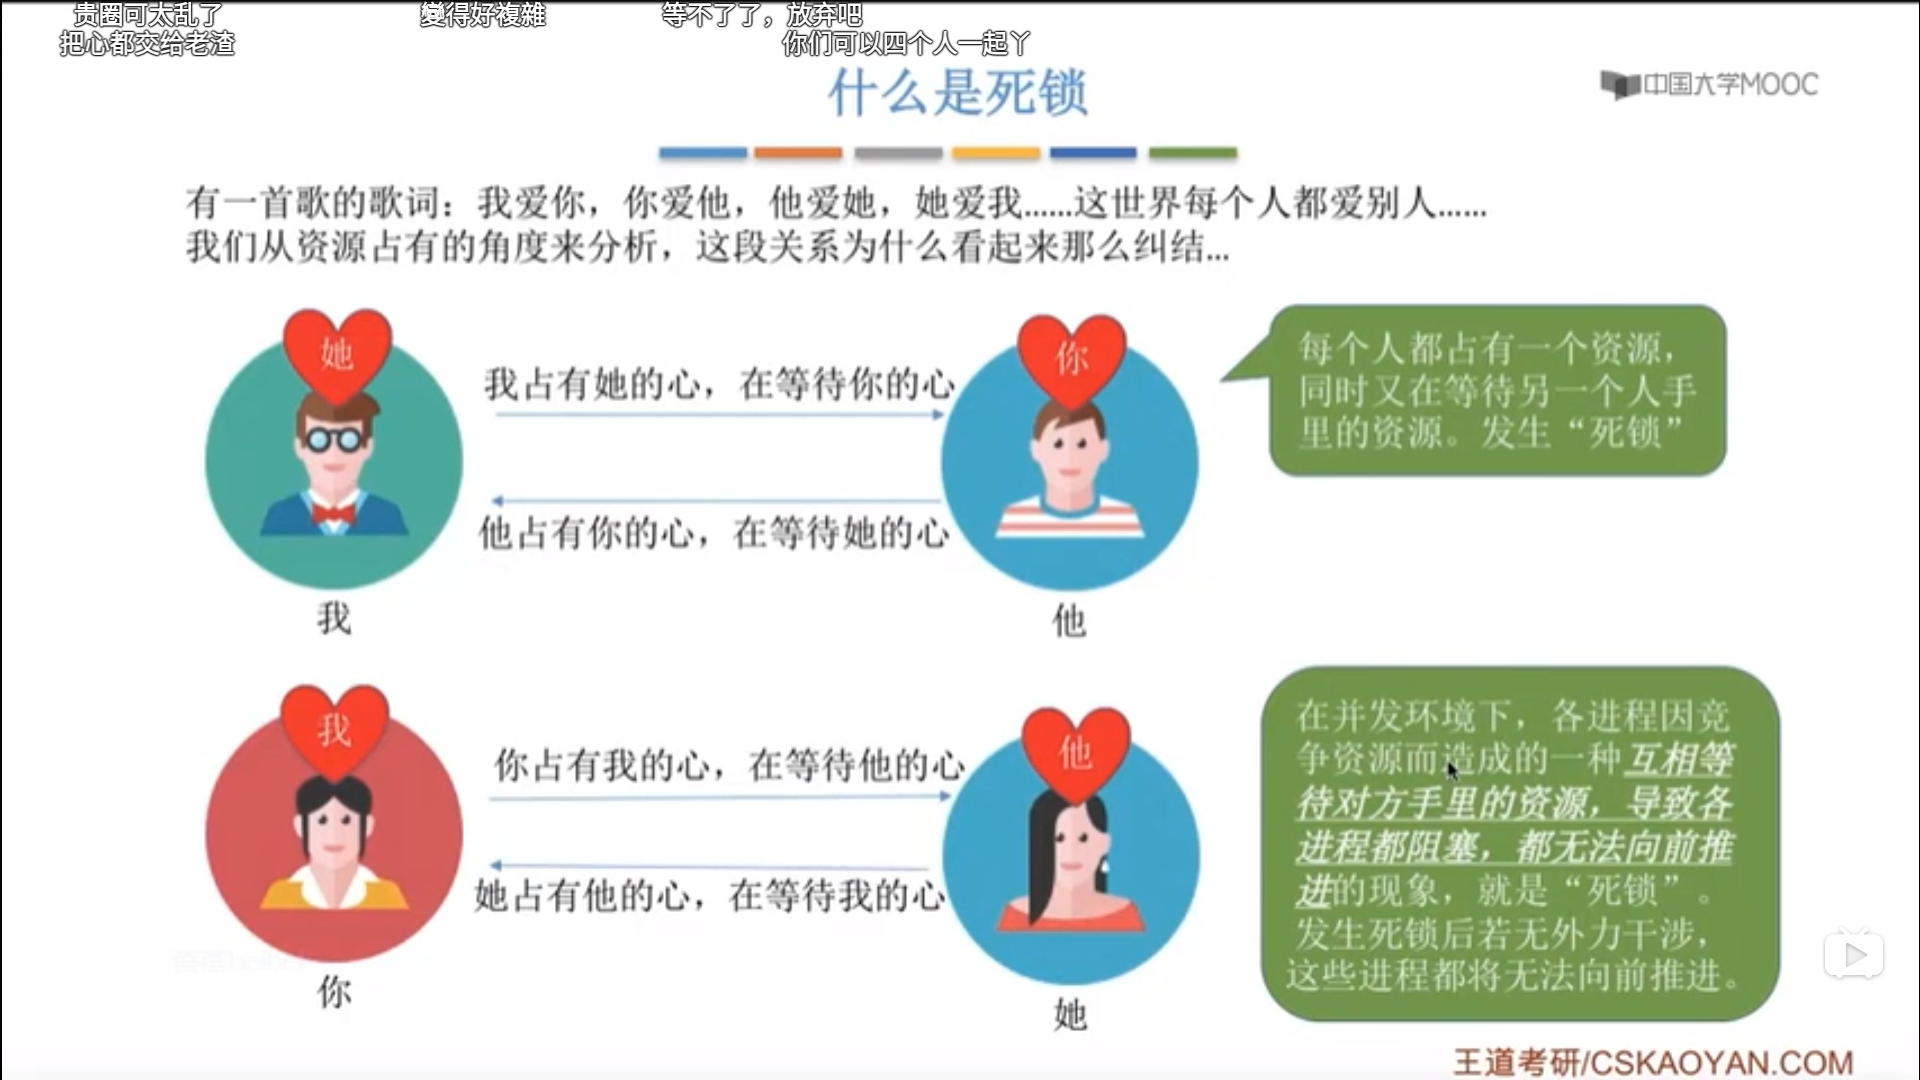 贵圈可太乱了
變得好複雜
等不了了，放弃吧
把心都交给老渣
你们可以四个人一起丫
什么是死锁
中国大学MOOC
有一首歌的歌词：我爱你，你爱他，他爱她，她爱我……这世界每个人都爱别人……
我们从资源占有的角度来分析，这段关系为什么看起来那么纠结...
她
我占有她的心，在等待你的心
他占有你的心，在等待她的心
我
你
他
每个人都占有一个资源，
同时又在等待另一个人手
里的资源。发生“死锁”
我
你占有我的心，在等待他的心
她占有他的心，在等待我的心
你
他
她
在并发环境下，各进程因竞
争资源而造成的一种互相等
待对方手里的资源，导致各
进程都阻塞，都无法向前推
进的现象，就是“死锁”。
发生死锁后若无外力干涉，
这些进程都将无法向前推进。
王道考研/CSKAOYAN.COM